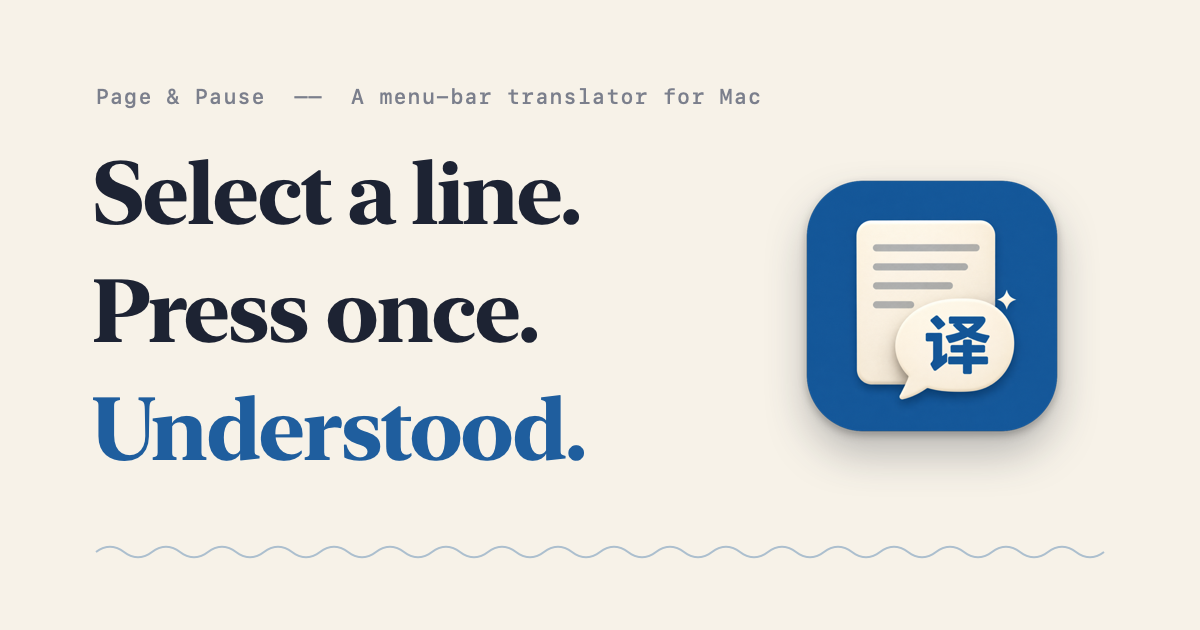 Page & Pause —— A menu-bar translator for Mac
Select a line.
Press once.
Understood.
译